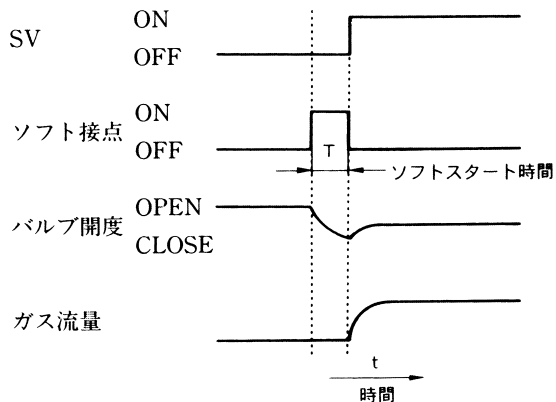 SV
ON
OFF
ソフト接点
ON
OFF
T
ソフトスタート時間
バルブ開度
OPEN
CLOSE
ガス流量
t
時間